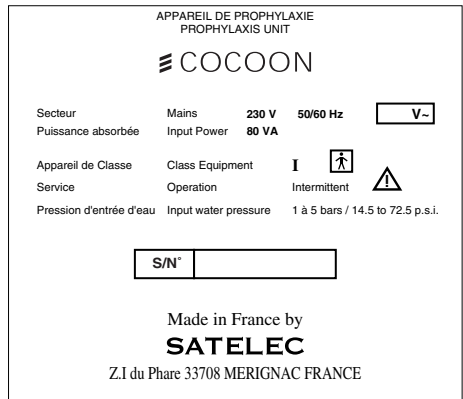 APPAREIL DE PROPHYLAXIE
PROPHYLAXIS UNIT
COCOON
Secteur Mains 230 V 50/60 Hz V~
Puissance absorbée Input Power 80 VA
Appareil de Classe Class Equipment I
Service Operation Intermittent
Pression d'entrée d'eau Input water pressure 1 à 5 bars / 14.5 to 72.5 p.s.i.
S/N°
Made in France by
SATELEC
Z.I du Phare 33708 MERIGNAC FRANCE